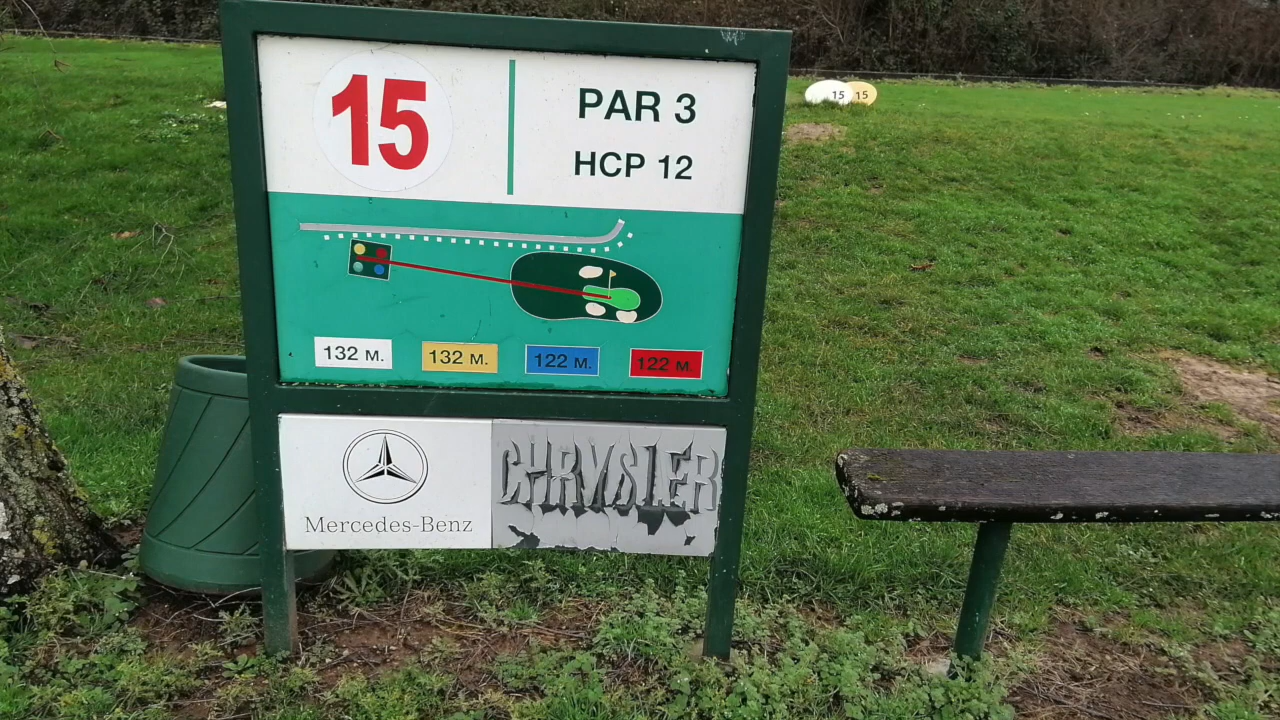 15
PAR 3
HCP 12
132 M.
132 M.
122 M.
122 M.
Mercedes-Benz
CHRYSLER
15
15